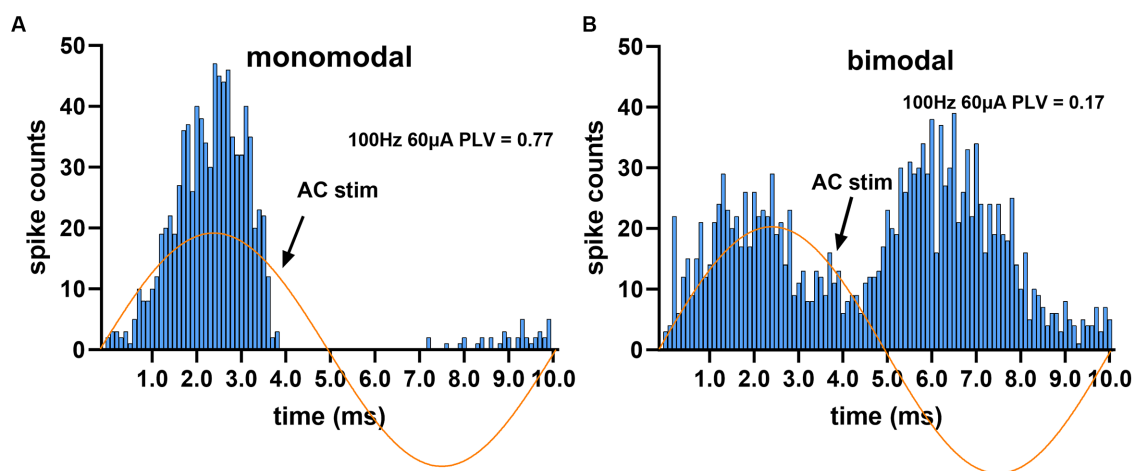 A
monomodal
100Hz 60µA PLV = 0.77
AC stim
spike counts
50
40
30
20
10
0
1.0 2.0 3.0 4.0 5.0 6.0 7.0 8.0 9.0 10.0
time (ms)
B
bimodal
100Hz 60µA PLV = 0.17
AC stim
spike counts
50
40
30
20
10
0
1.0 2.0 3.0 4.0 5.0 6.0 7.0 8.0 9.0 10.0
time (ms)